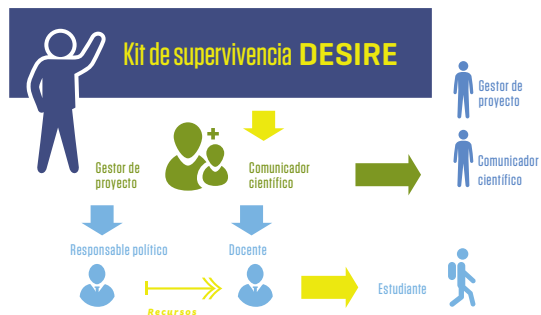 Kit de supervivencia DESIRE
Gestor de
proyecto
Comunicador
científico
Gestor de
proyecto
Comunicador
científico
Responsable político
Docente
Recursos
Estudiante